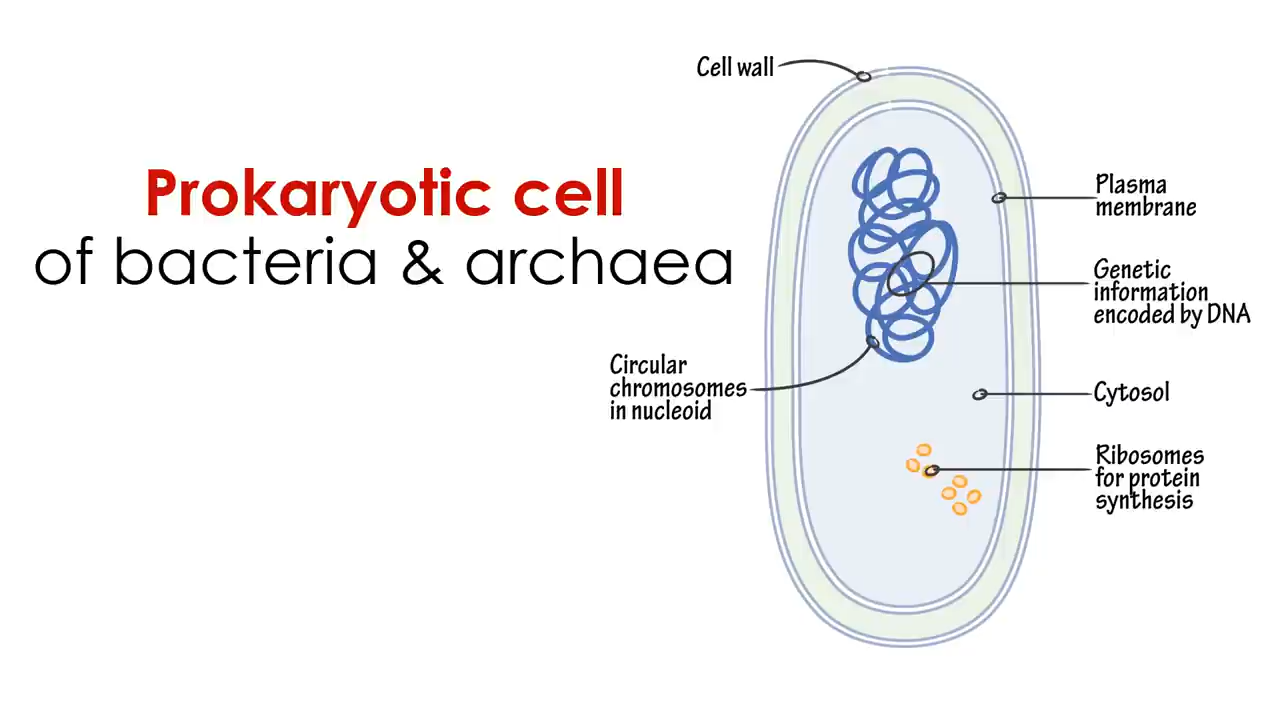 Prokaryotic cell
of bacteria & archaea
Cell wall
Plasma
membrane
Genetic
information
encoded by DNA
Circular
chromosomes
in nucleoid
Cytosol
Ribosomes
for protein
synthesis